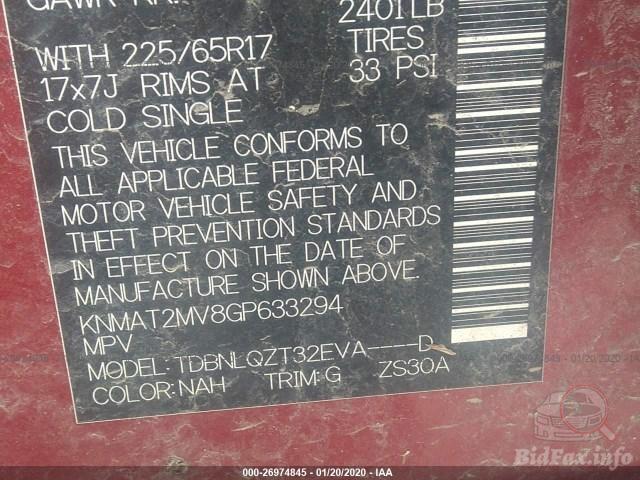 GAWR RR:
2401LB
WITH 225/65R17 TIRES
17x7J RIMS AT 33 PSI
COLD SINGLE
THIS VEHICLE CONFORMS TO
ALL APPLICABLE FEDERAL
MOTOR VEHICLE SAFETY AND
THEFT PREVENTION STANDARDS
IN EFFECT ON THE DATE OF
MANUFACTURE SHOWN ABOVE.
KNMAT2MV8GP633294
MPV
MODEL: TDBNLQZT32EVA----D
COLOR:NAH TRIM:G ZS30A
000-26974845 - 01/20/2020 - IAA
BidFax.info